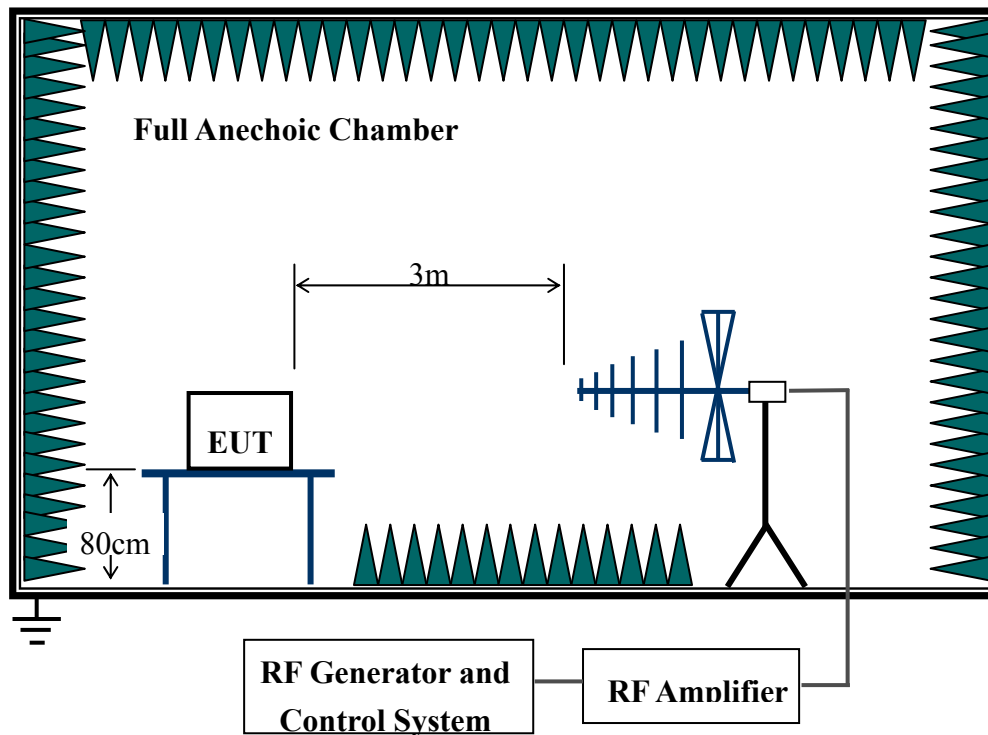 Full Anechoic Chamber
3m
EUT
80cm
RF Generator and
Control System
RF Amplifier